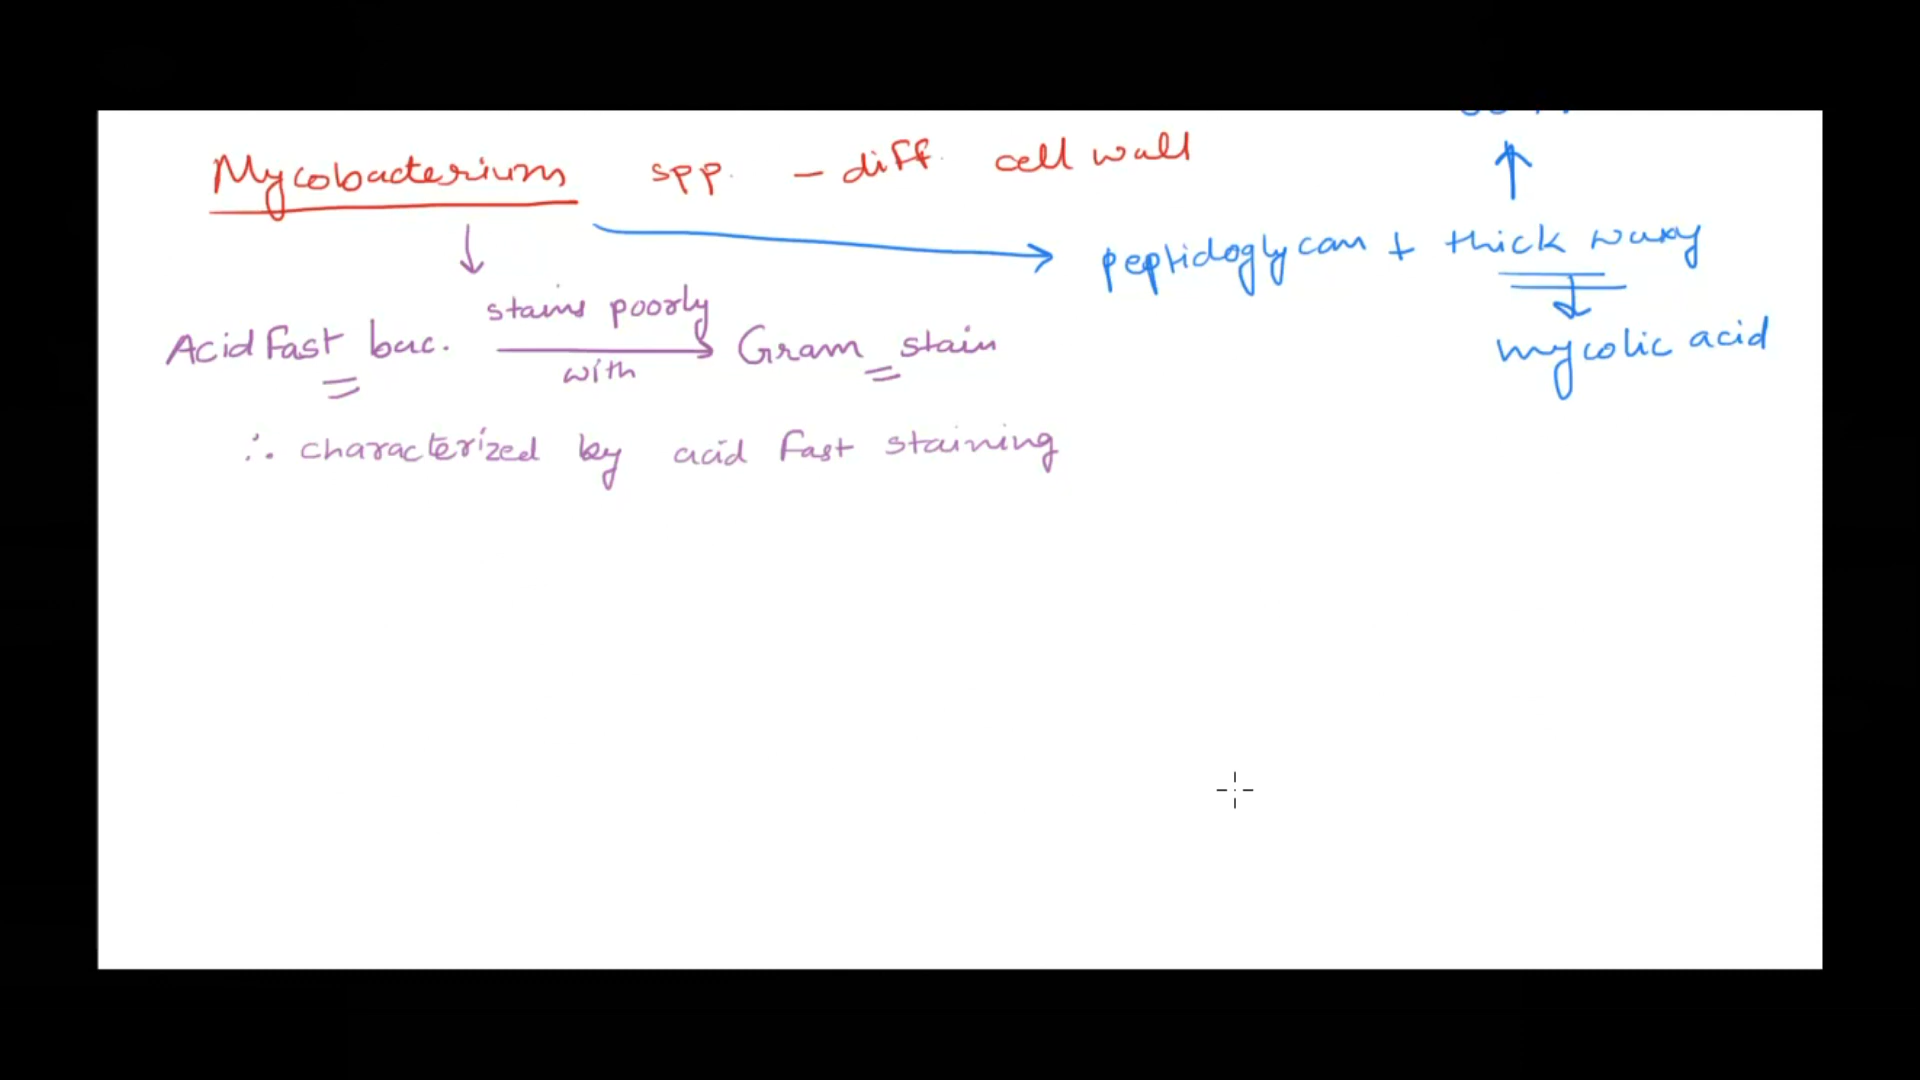 Mycobacterium spp. - diff. cell wall
↑
→ peptidoglycan + thick waxy
↓
mycolic acid
↓
Acid Fast bac. stains poorly with → Gram stain
∴ characterized by acid fast staining